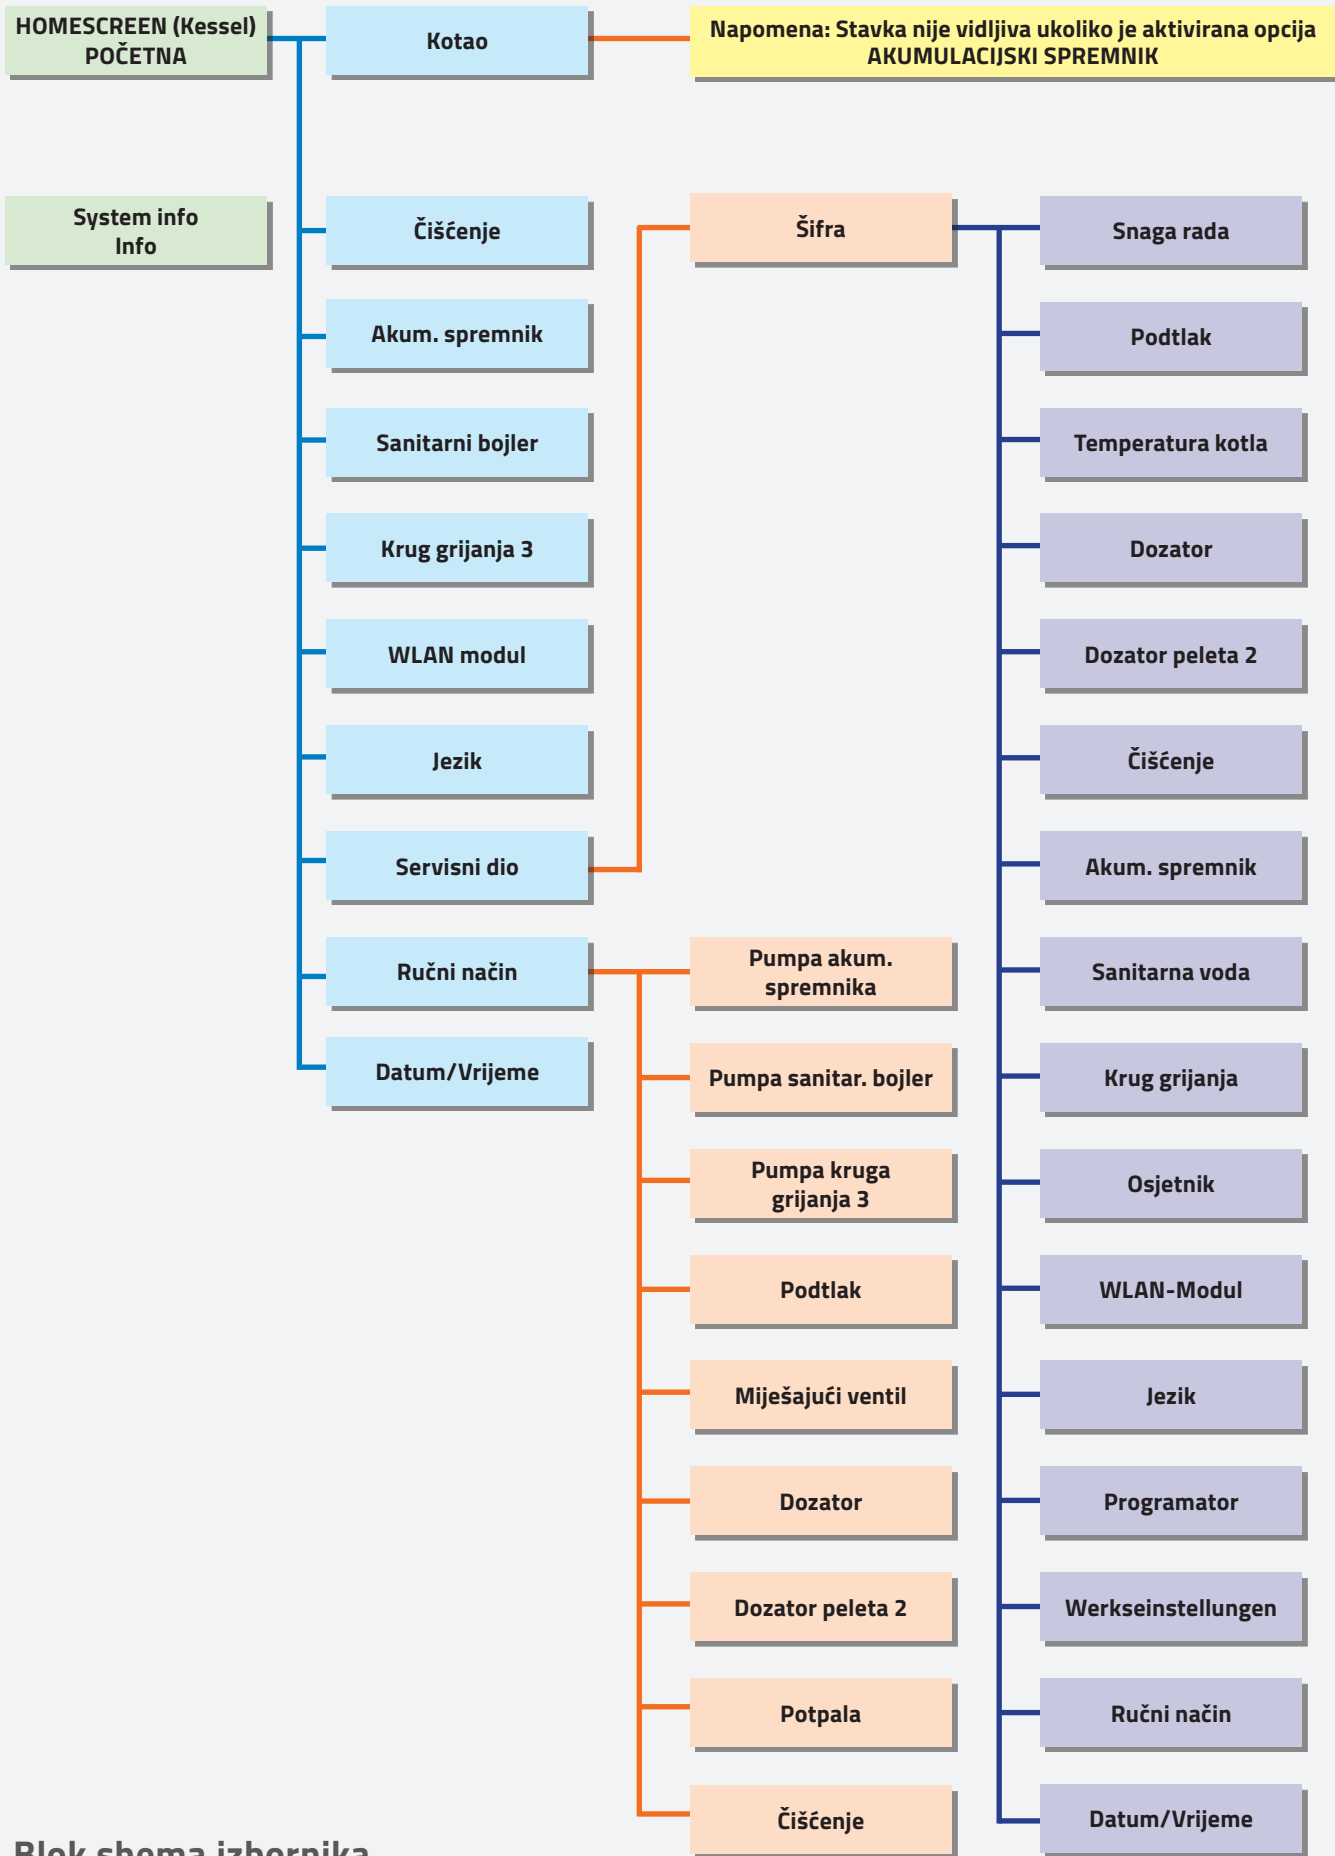 HOMESCREEN (Kessel)
POČETNA
Kotao
Napomena: Stavka nije vidljiva ukoliko je aktivirana opcija
AKUMULACIJSKI SPREMNIK
System info
Info
Čišćenje
Akum. spremnik
Sanitarni bojler
Krug grijanja 3
WLAN modul
Jezik
Servisni dio
Ručni način
Datum/Vrijeme
Šifra
Pumpa akum.
spremnika
Pumpa sanitar. bojler
Pumpa kruga
grijanja 3
Podtlak
Miješajući ventil
Dozator
Dozator peleta 2
Potpala
Čišćenje
Snaga rada
Podtlak
Temperatura kotla
Dozator
Dozator peleta 2
Čišćenje
Akum. spremnik
Sanitarna voda
Krug grijanja
Osjetnik
WLAN-Modul
Jezik
Programator
Werkseinstellungen
Ručni način
Datum/Vrijeme
Blok shema izbornika